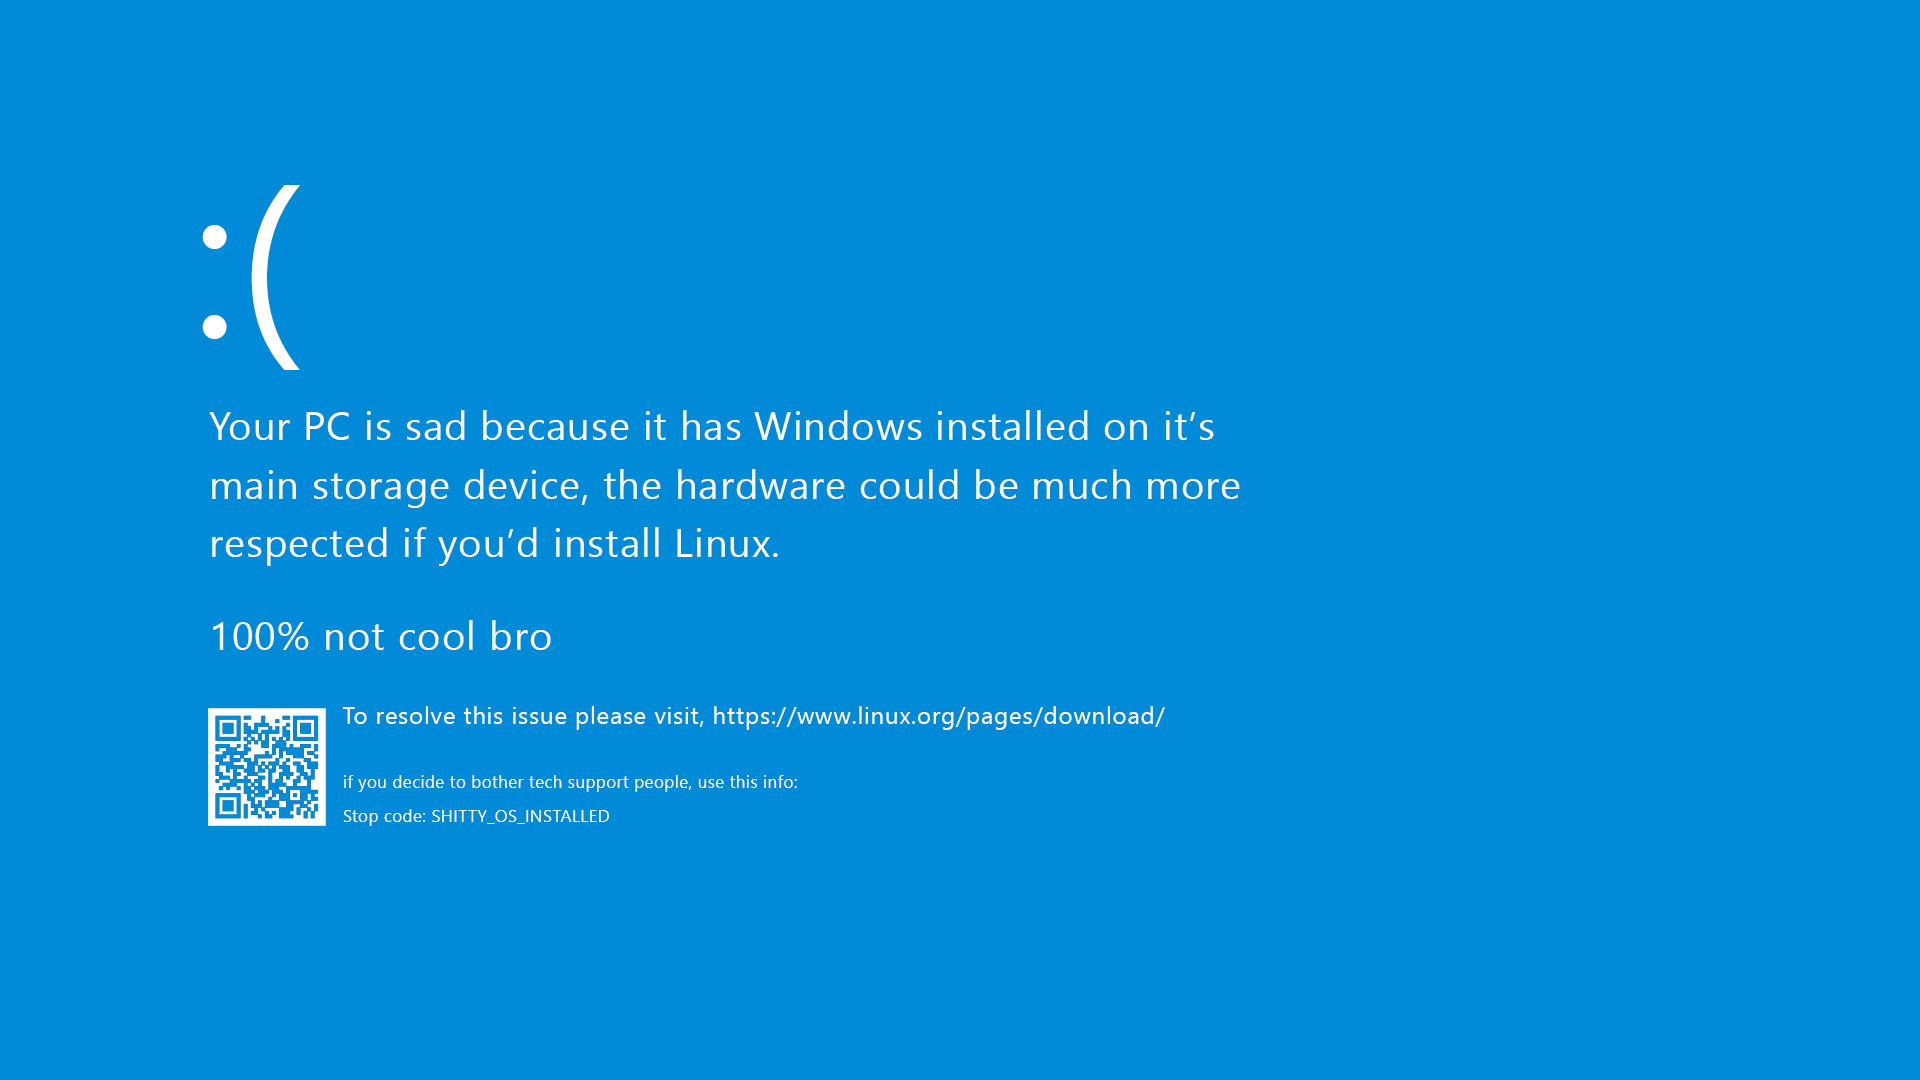 :(
Your PC is sad because it has Windows installed on it’s
main storage device, the hardware could be much more
respected if you’d install Linux.
100% not cool bro
To resolve this issue please visit, https://www.linux.org/pages/download/
if you decide to bother tech support people, use this info:
Stop code: SHITTY_OS_INSTALLED